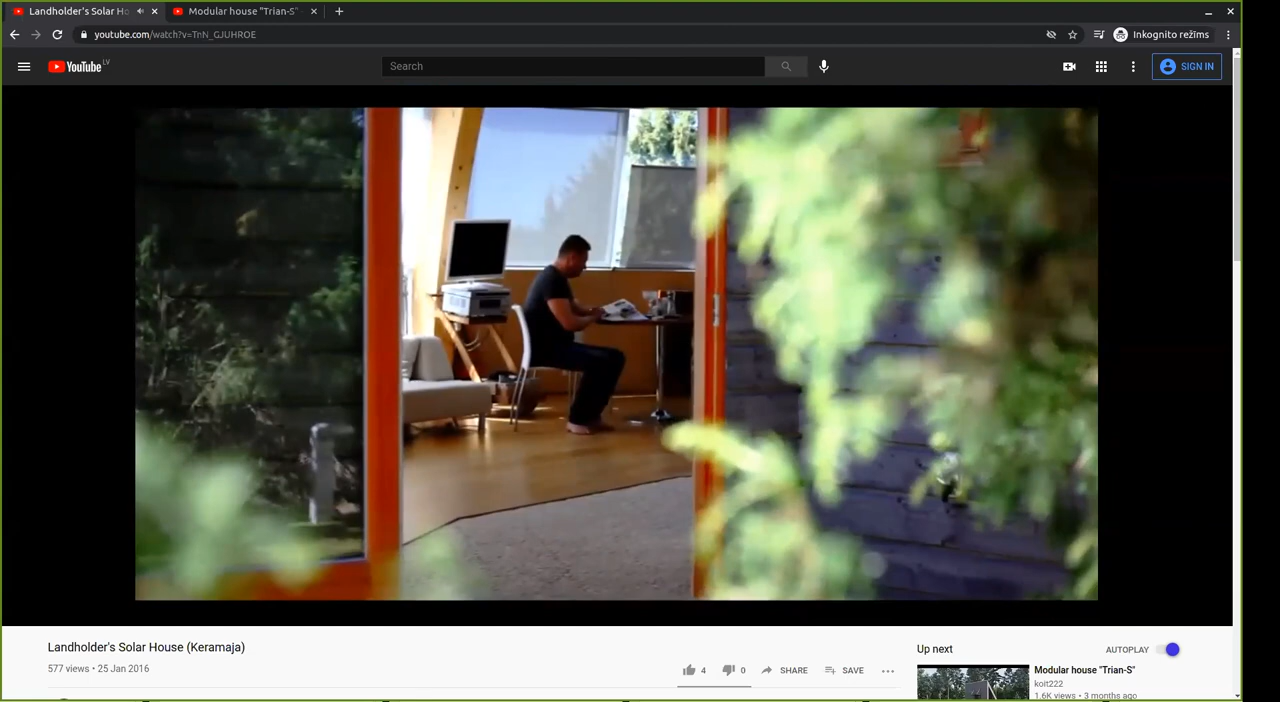 Landholder's Solar Ho
Modular house "Trian-S"
youtube.com/watch?v=TnN_GJUHROE
Inkognito režīms
YouTube LV
Search
SIGN IN
Landholder's Solar House (Keramaja)
577 views • 25 Jan 2016
4
0
SHARE
SAVE
Up next
AUTOPLAY
Modular house "Trian-S"
koit222
1.6K views • 3 months ago